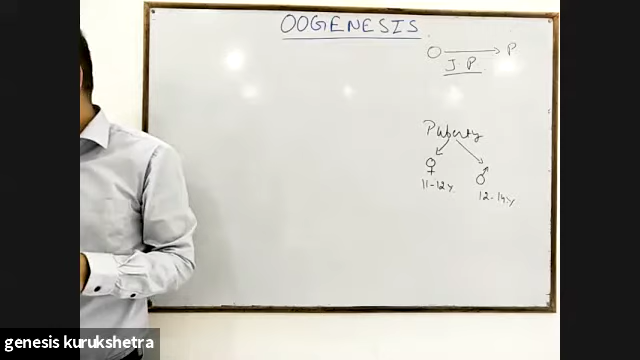 OOGENESIS
O → P
J P
Puberty
♀ ♂
11-12y
12-14y
genesis kurukshetra